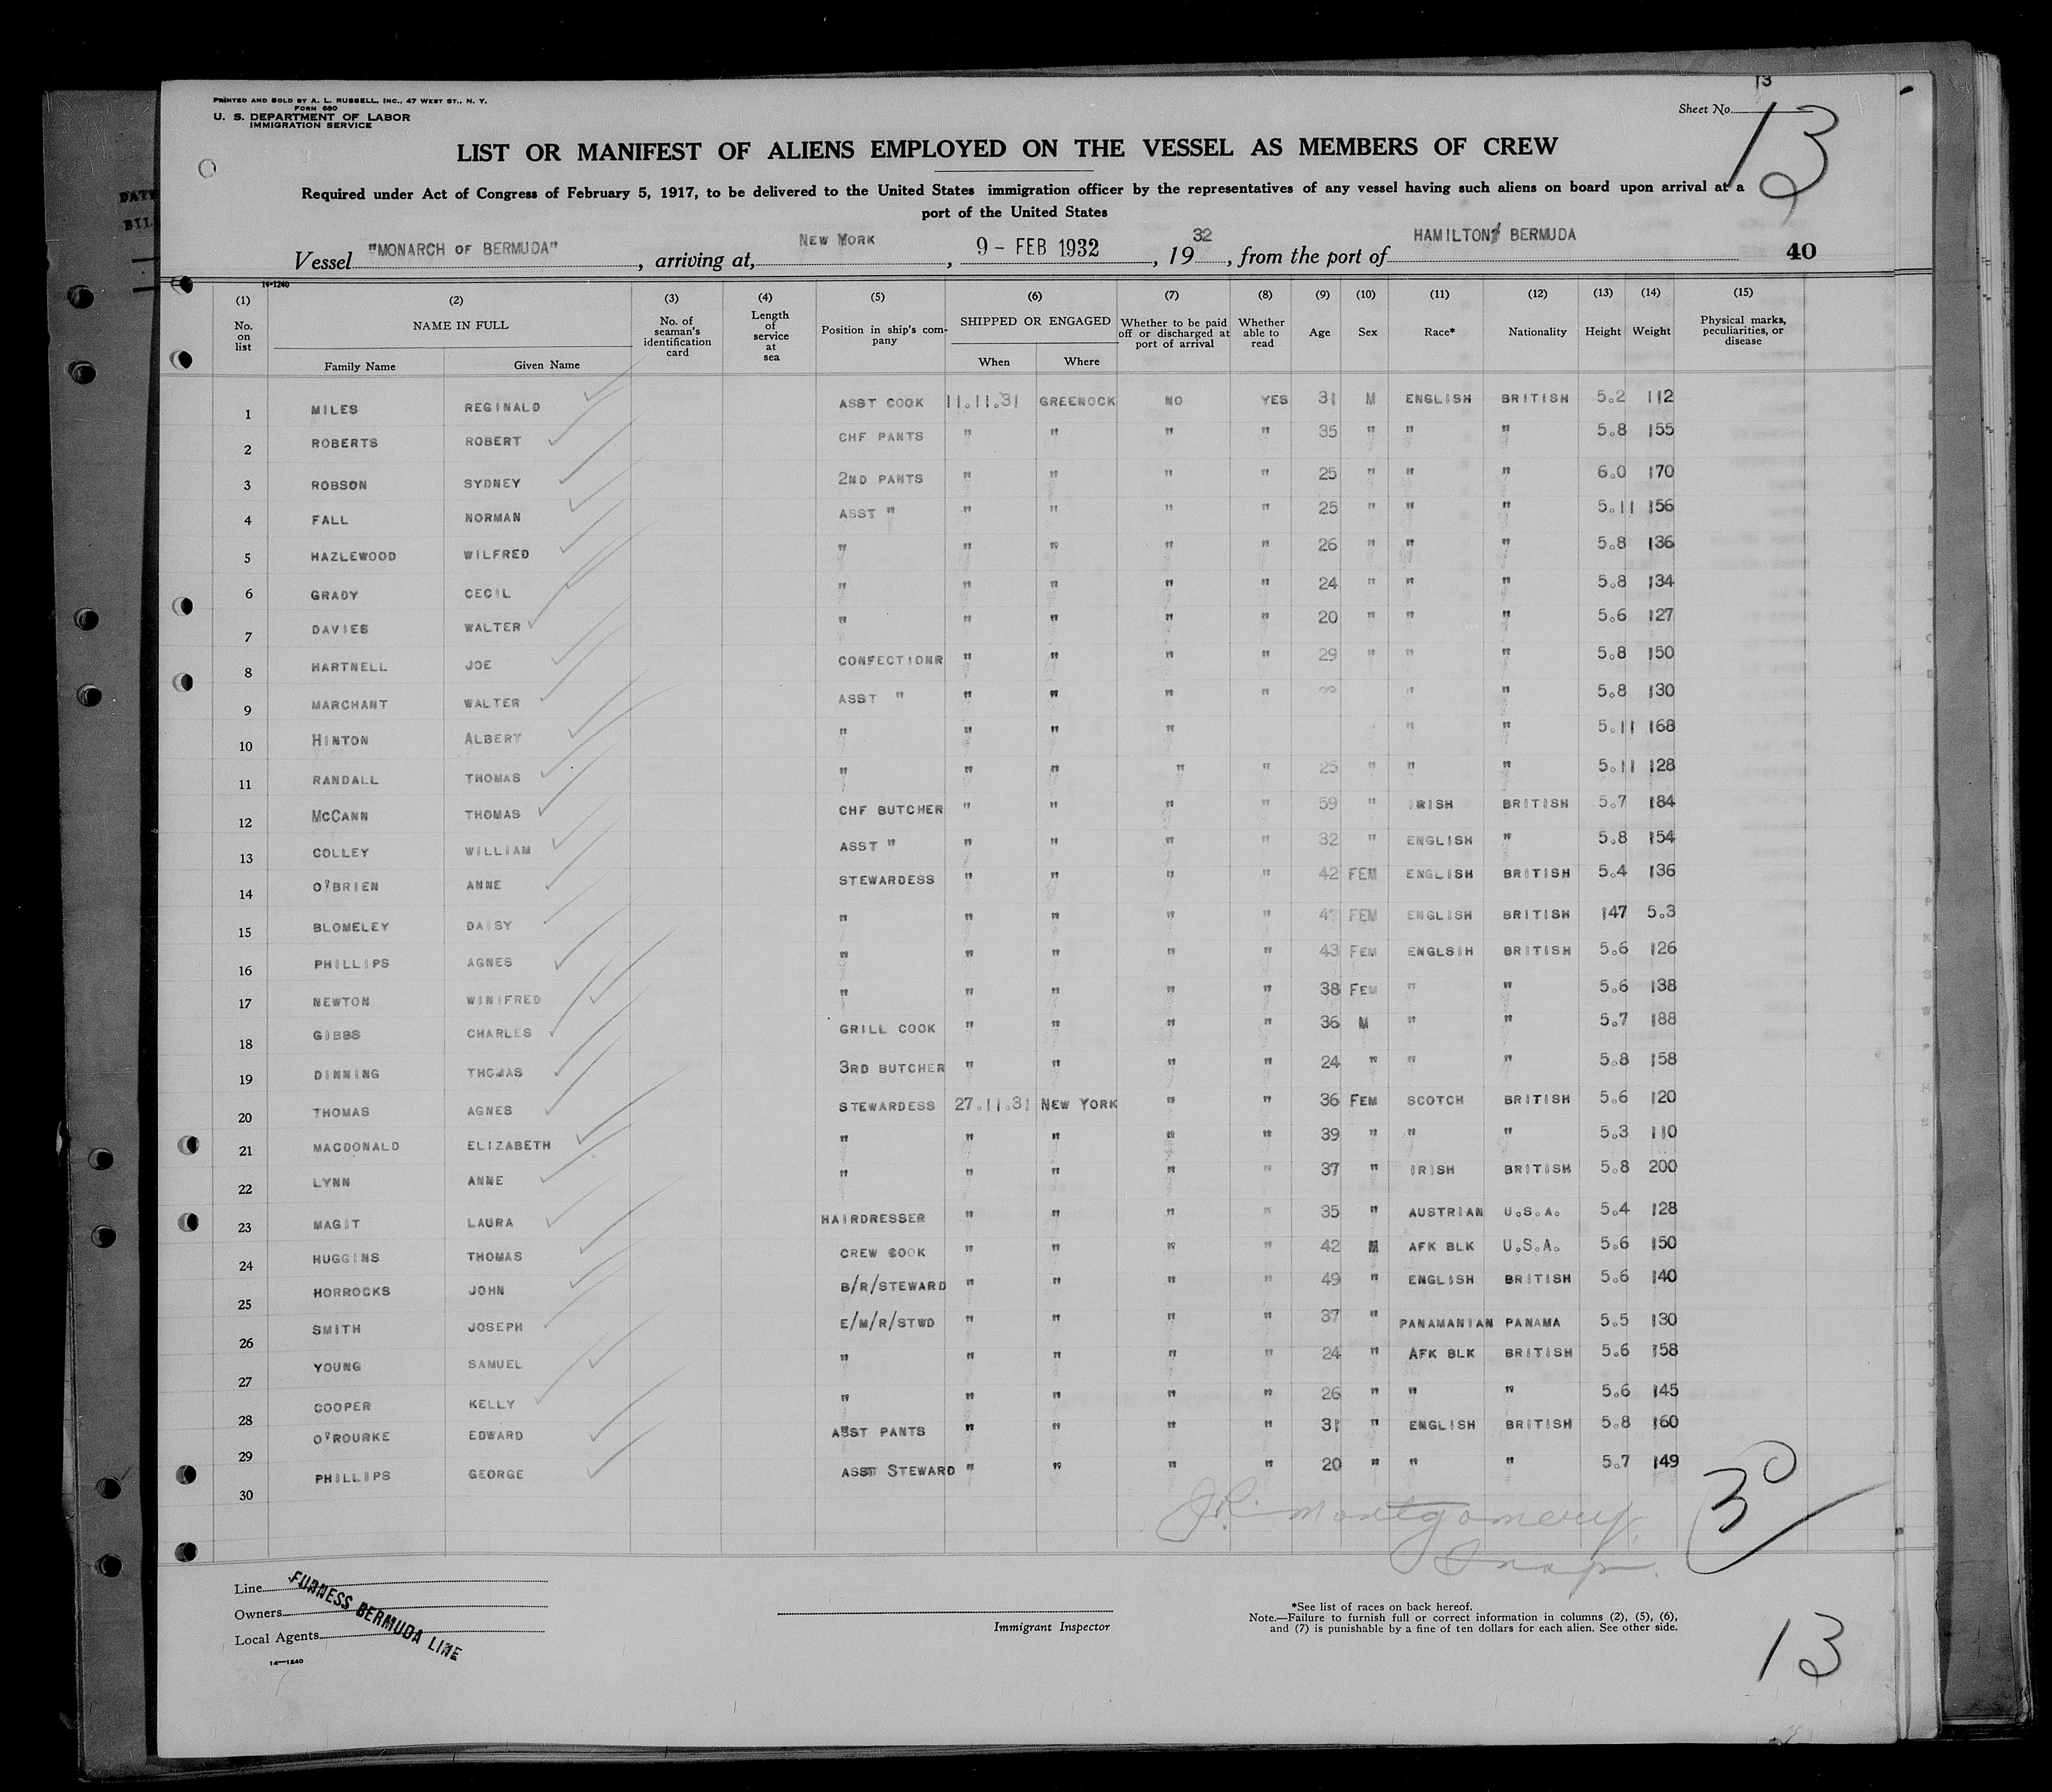 PRINTED AND SOLD BY A. L. RUSSELL, INC., 47 WEST ST., N. Y.
FORM 680
U. S. DEPARTMENT OF LABOR
IMMIGRATION SERVICE
13
Sheet No.
13
LIST OR MANIFEST OF ALIENS EMPLOYED ON THE VESSEL AS MEMBERS OF CREW
Required under Act of Congress of February 5, 1917, to be delivered to the United States immigration officer by the representatives of any vessel having such aliens on board upon arrival at a
port of the United States
Vessel "MONARCH OF BERMUDA", arriving at, NEW YORK, 9 - FEB 1932, 1932, from the port of HAMILTON BERMUDA 40
14-1240
(1) (2) (3) (4) (5) (6) (7) (8) (9) (10) (11) (12) (13) (14) (15)
No. on list NAME IN FULL Family Name Given Name No. of seaman's identification card Length of service at sea Position in ship's company SHIPPED OR ENGAGED When Where Whether to be paid off or discharged at port of arrival Whether able to read Age Sex Race* Nationality Height Weight Physical marks, peculiarities, or disease
1 MILES REGINALD ASST COOK 11.11.31 GREENOCK NO YES 31 M ENGLISH BRITISH 5.2 112
2 ROBERTS ROBERT CHF PANTS " " " " 35 " " " 5.8 155
3 ROBSON SYDNEY 2ND PANTS " " " " 25 " " " 6.0 170
4 FALL NORMAN ASST " " " " " 25 " " " 5.11 156
5 HAZLEWOOD WILFRED " " " " " 26 " " " 5.8 136
6 GRADY CECIL " " " " " 24 " " " 5.8 134
7 DAVIES WALTER " " " " " 20 " " " 5.6 127
8 HARTNELL JOE CONFECTIONR " " " " 29 " " " 5.8 150
9 MARCHANT WALTER ASST " " " " " " " 5.8 130
10 HINTON ALBERT " " " " " " 5.11 168
11 RANDALL THOMAS " " " " " 25 " " " 5.11 128
12 McCANN THOMAS CHF BUTCHER " " " " 59 " IRISH BRITISH 5.7 184
13 COLLEY WILLIAM ASST " " " " " 32 " ENGLISH " 5.8 154
14 O'BRIEN ANNE STEWARDESS " " " " 42 FEM ENGLISH BRITISH 5.4 136
15 BLOMELEY DAISY " " " " " FEM ENGLISH BRITISH 147 5.3
16 PHILLIPS AGNES " " " " " 43 FEM ENGLSIH BRITISH 5.6 126
17 NEWTON WINIFRED " " " " " 38 FEM " " 5.6 138
18 GIBBS CHARLES GRILL COOK " " " " 36 M " " 5.7 188
19 DINNING THOMAS 3RD BUTCHER " " " " 24 " " " 5.8 158
20 THOMAS AGNES STEWARDESS 27.11.31 NEW YORK " " 36 FEM SCOTCH BRITISH 5.6 120
21 MACDONALD ELIZABETH " " " " " 39 " " " 5.3 110
22 LYNN ANNE " " " " " 37 " IRISH BRITISH 5.8 200
23 MAGIT LAURA HAIRDRESSER " " " " 35 " AUSTRIAN U.S.A. 5.4 128
24 HUGGINS THOMAS CREW COOK " " " " 42 M AFK BLK U.S.A. 5.6 150
25 HORROCKS JOHN B/R/STEWARD " " " " 49 " ENGLISH BRITISH 5.6 140
26 SMITH JOSEPH E/M/R/STWD " " " " 37 " PANAMANIAN PANAMA 5.5 130
27 YOUNG SAMUEL " " " " " 24 " AFK BLK BRITISH 5.6 158
28 COOPER KELLY " " " " " 26 " " " 5.6 145
29 O'ROURKE EDWARD ASST PANTS " " " " 31 " ENGLISH BRITISH 5.8 160
30 PHILLIPS GEORGE ASST STEWARD " " " " 20 " " " 5.7 149
J.R. Montgomery
30
Line
Owners
Local Agents
FURNESS BERMUDA LINE
14—1240
Immigrant Inspector
*See list of races on back hereof.
Note.—Failure to furnish full or correct information in columns (2), (5), (6),
and (7) is punishable by a fine of ten dollars for each alien. See other side.
13